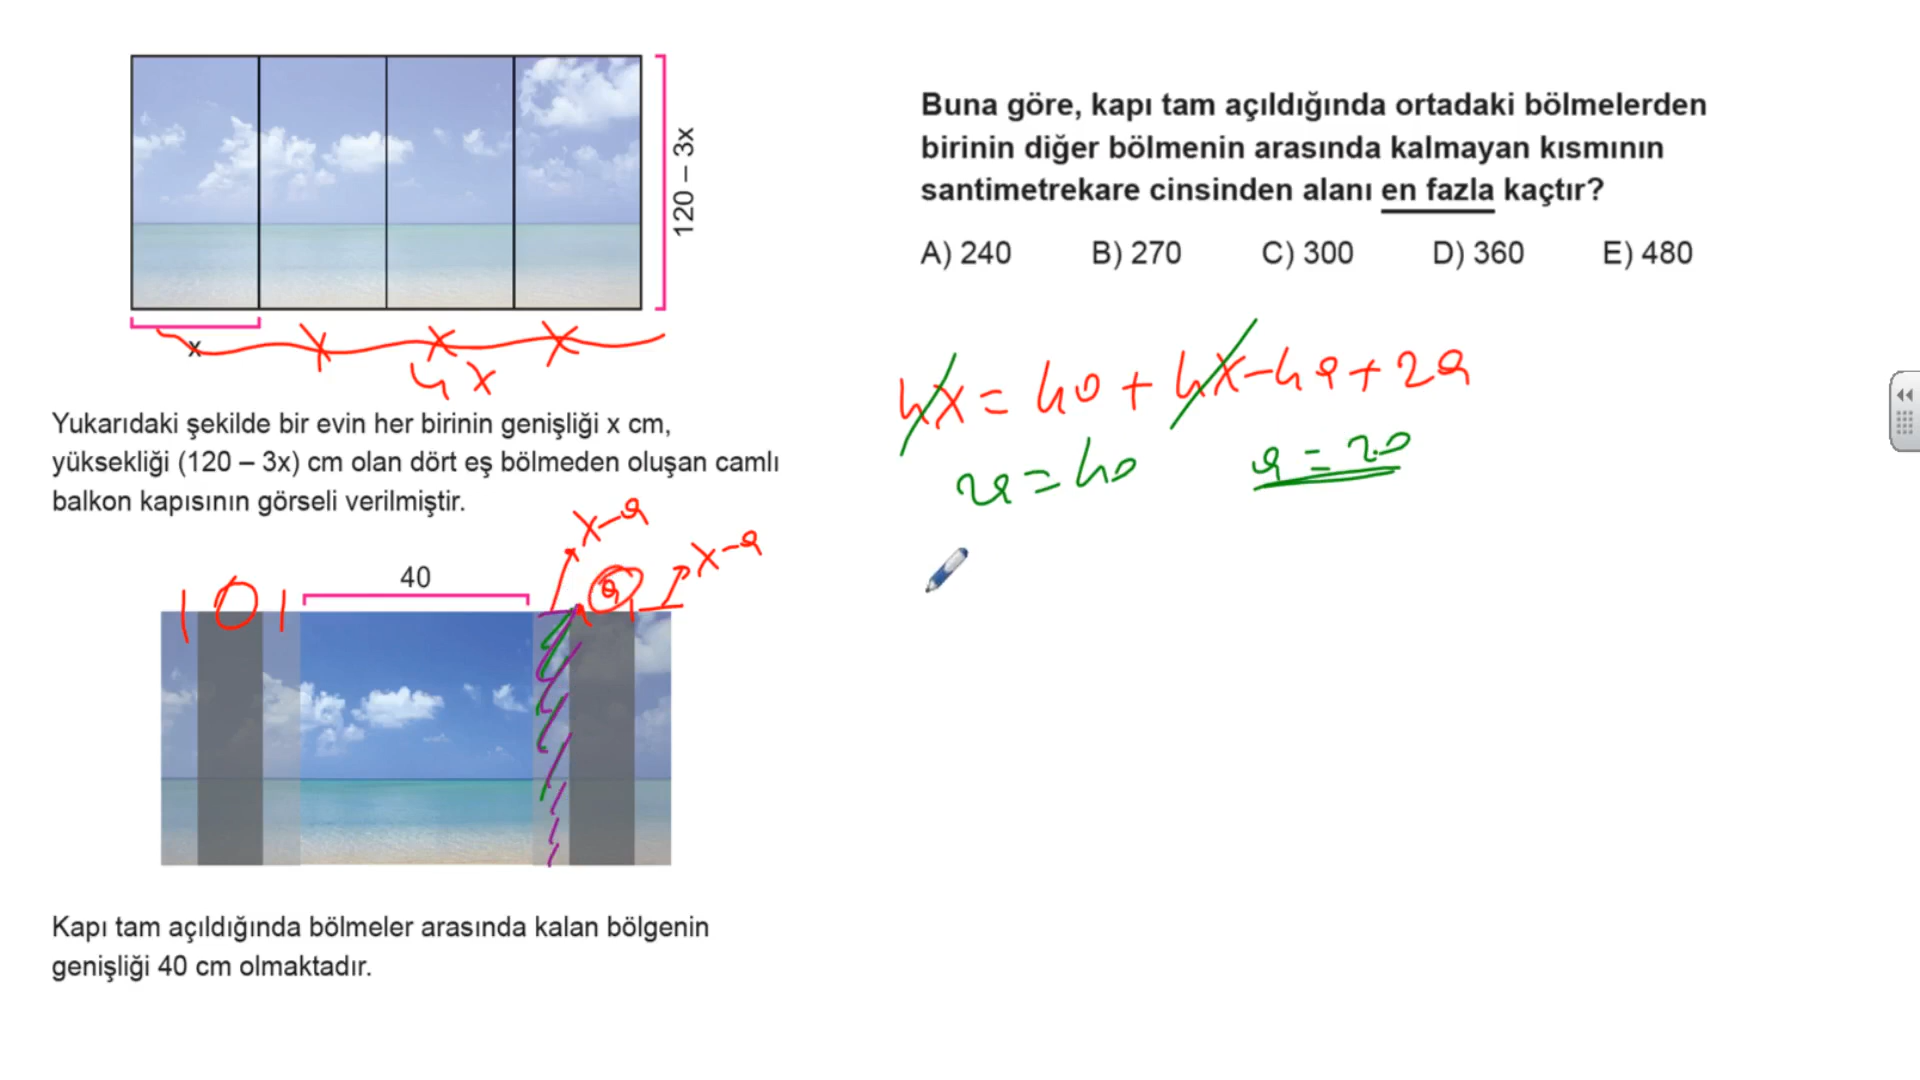 120 – 3x
x
4x
Yukarıdaki şekilde bir evin her birinin genişliği x cm,
yüksekliği (120 – 3x) cm olan dört eş bölmeden oluşan camlı
balkon kapısının görseli verilmiştir.
x-a
x-a
40
a
Kapı tam açıldığında bölmeler arasında kalan bölgenin
genişliği 40 cm olmaktadır.
Buna göre, kapı tam açıldığında ortadaki bölmelerden
birinin diğer bölmenin arasında kalmayan kısmının
santimetrekare cinsinden alanı en fazla kaçtır?
A) 240 B) 270 C) 300 D) 360 E) 480
4x = 40 + 4x - 4a + 2a
2a = 40 a = 20